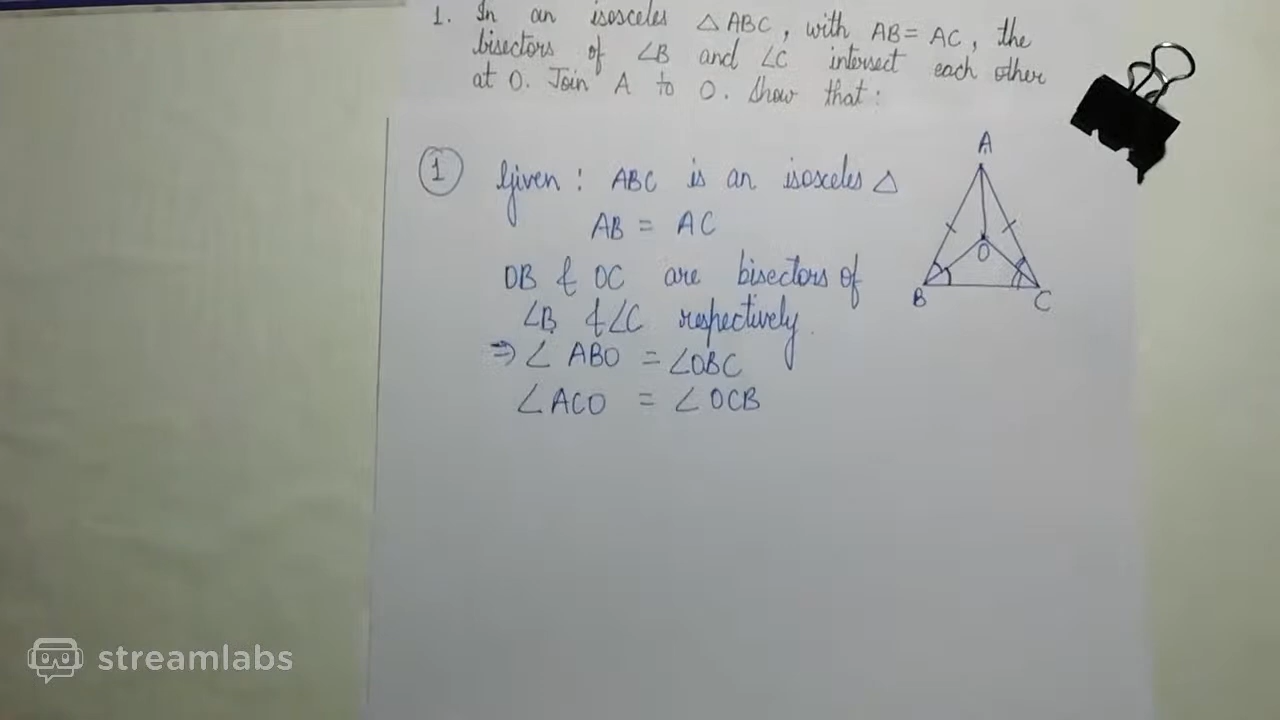 1. In an isosceles △ ABC, with AB = AC, the
bisectors of ∠B and ∠C intersect each other
at O. Join A to O. Show that :
1 Given : ABC is an isosceles △
AB = AC
OB & OC are bisectors of
∠B & ∠C respectively.
⇒ ∠ ABO = ∠OBC
∠ACO = ∠OCB
A
O
B
C
streamlabs